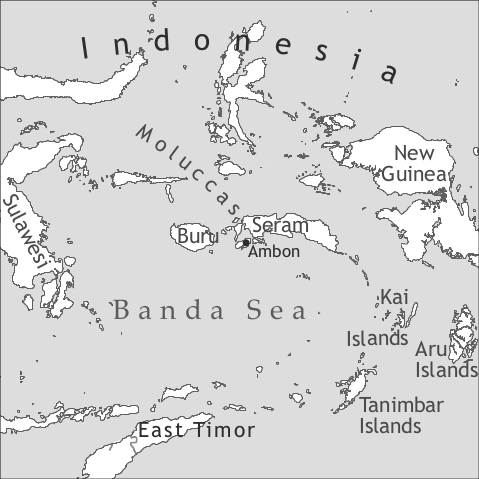 Indonesia
Moluccas
New
Guinea
Sulawesi
Buru
Seram
Ambon
Banda Sea
Kai
Islands
Aru
Islands
Tanimbar
Islands
East Timor